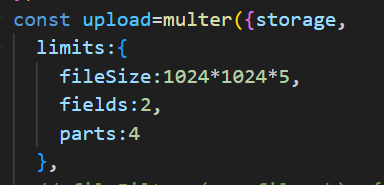 const upload=multer({storage,
limits:{
fileSize:1024*1024*5,
fields:2,
parts:4
},